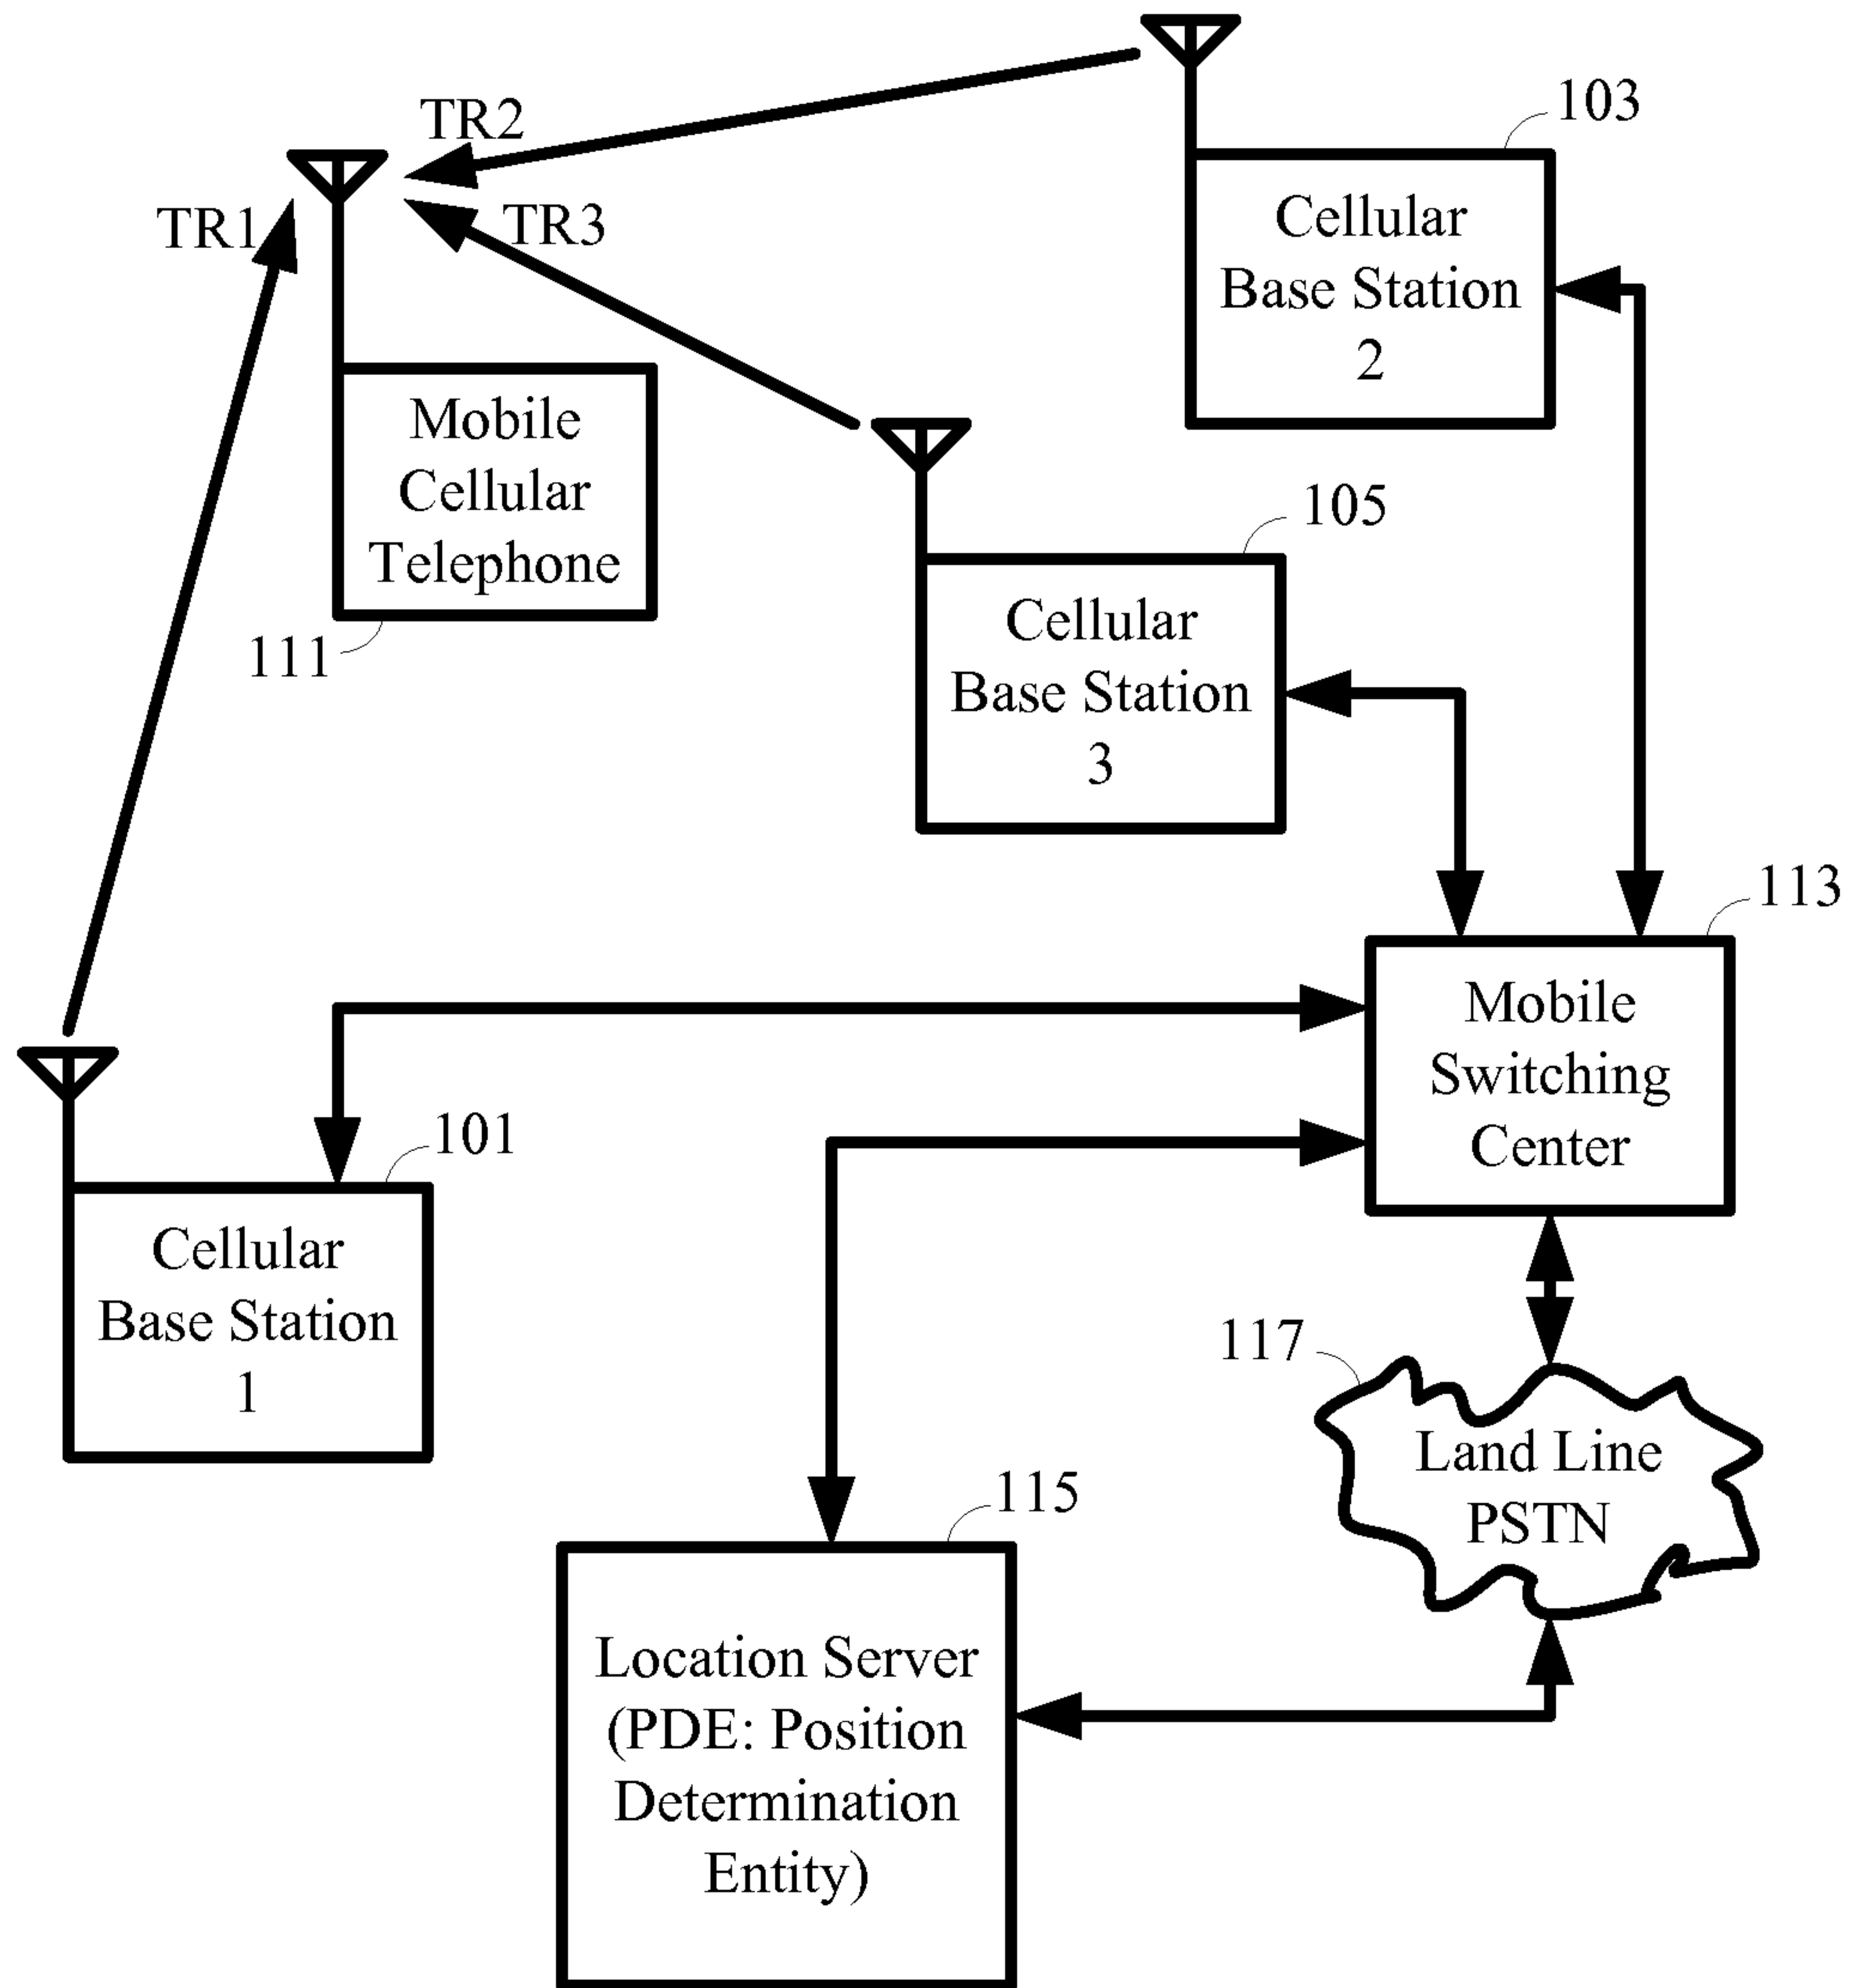 103
TR2
Cellular
Base Station
2
TR1
TR3
Mobile
Cellular
Telephone
111
105
Cellular
Base Station
3
113
Mobile
Switching
Center
101
Cellular
Base Station
1
117
Land Line
PSTN
115
Location Server
(PDE: Position
Determination
Entity)